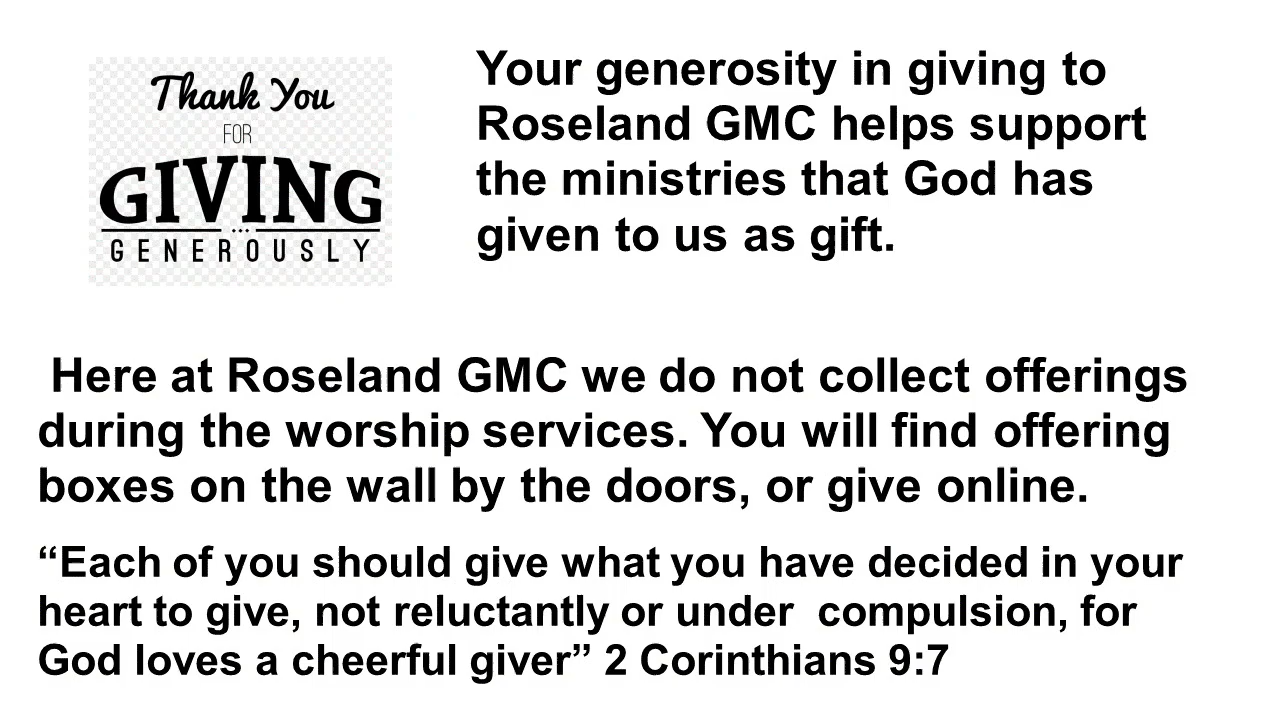 Thank You
FOR
GIVING
GENEROUSLY
Your generosity in giving to
Roseland GMC helps support
the ministries that God has
given to us as gift.
Here at Roseland GMC we do not collect offerings
during the worship services. You will find offering
boxes on the wall by the doors, or give online.
“Each of you should give what you have decided in your
heart to give, not reluctantly or under  compulsion, for
God loves a cheerful giver” 2 Corinthians 9:7